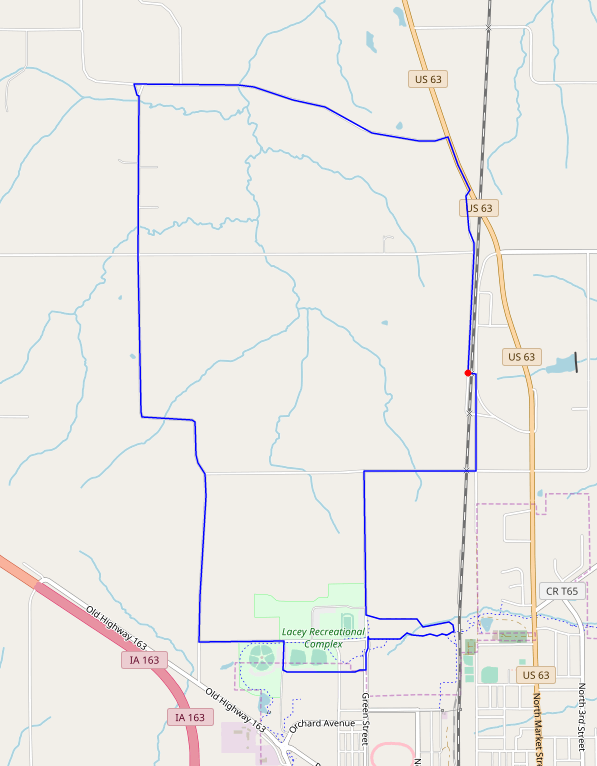 US 63
US 63
US 63
CR T65
Old Highway 163
Lacey Recreational
Complex
IA 163
US 63
Old Highway 163
IA 163
Orchard Avenue
Green Street
North Market Stre
North 3rd Street